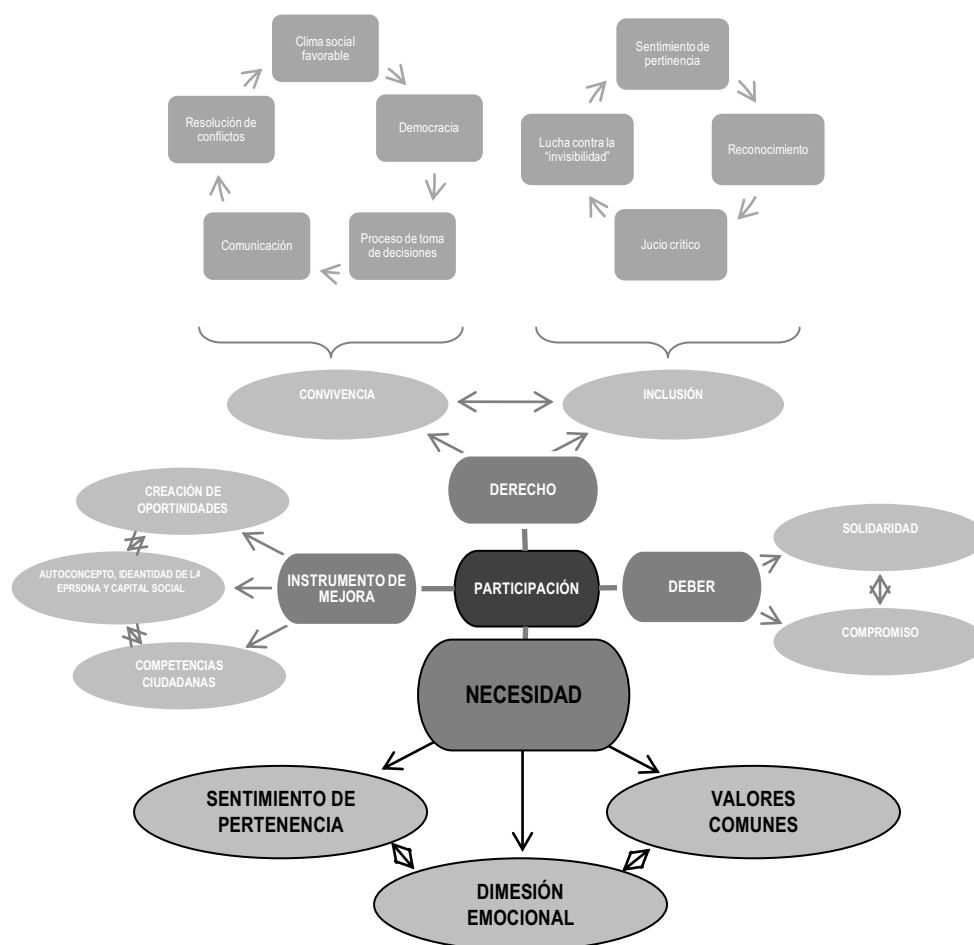 Clima social
favorable
Sentimiento de
pertinencia
Resolución de
conflictos
Democracia
Lucha contra la
“invisibilidad”
Reconocimiento
Comunicación
Proceso de toma
de decisiones
Jucio crítico
CONVIVENCIA
INCLUSIÓN
DERECHO
CREACIÓN DE
OPORTINIDADES
SOLIDARIDAD
AUTOCONCEPTO, IDEANTIDAD DE LA
EPRSONA Y CAPITAL SOCIAL
INSTRUMENTO DE
MEJORA
PARTICIPACIÓN
DEBER
COMPROMISO
COMPETENCIAS
CIUDADANAS
NECESIDAD
SENTIMIENTO DE
PERTENENCIA
VALORES
COMUNES
DIMESIÓN
EMOCIONAL